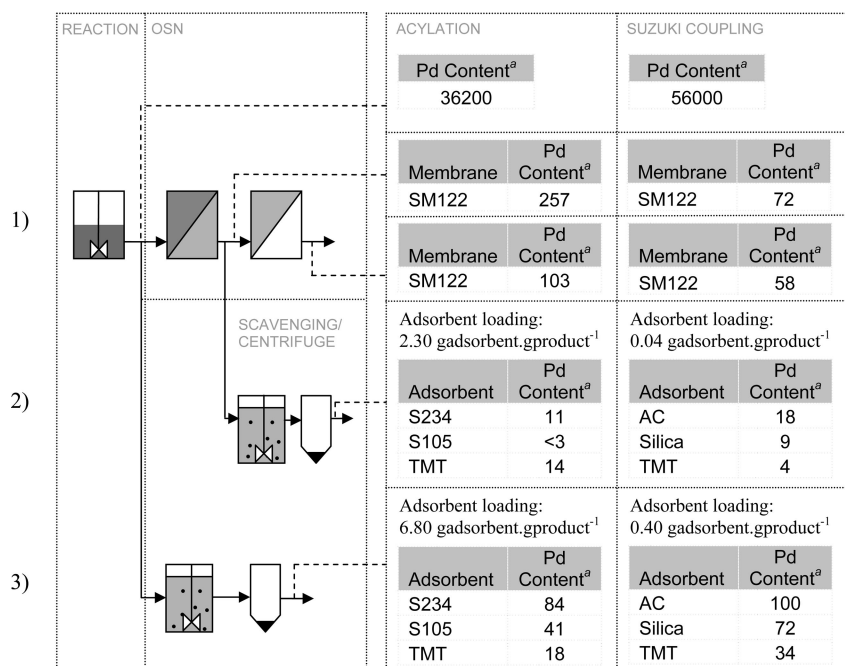 REACTION OSN ACYLATION SUZUKI COUPLING
Pd Contentᵃ Pd Contentᵃ
36200 56000
1)
Pd Pd
Membrane Contentᵃ Membrane Contentᵃ
SM122 257 SM122 72
Pd Pd
Membrane Contentᵃ Membrane Contentᵃ
SM122 103 SM122 58
2)
SCAVENGING/
CENTRIFUGE
Adsorbent loading: Adsorbent loading:
2.30 gadsorbent.gproduct⁻¹ 0.04 gadsorbent.gproduct⁻¹
Pd Pd
Adsorbent Contentᵃ Adsorbent Contentᵃ
S234 11 AC 18
S105 <3 Silica 9
TMT 14 TMT 4
3)
Adsorbent loading: Adsorbent loading:
6.80 gadsorbent.gproduct⁻¹ 0.40 gadsorbent.gproduct⁻¹
Pd Pd
Adsorbent Contentᵃ Adsorbent Contentᵃ
S234 84 AC 100
S105 41 Silica 72
TMT 18 TMT 34